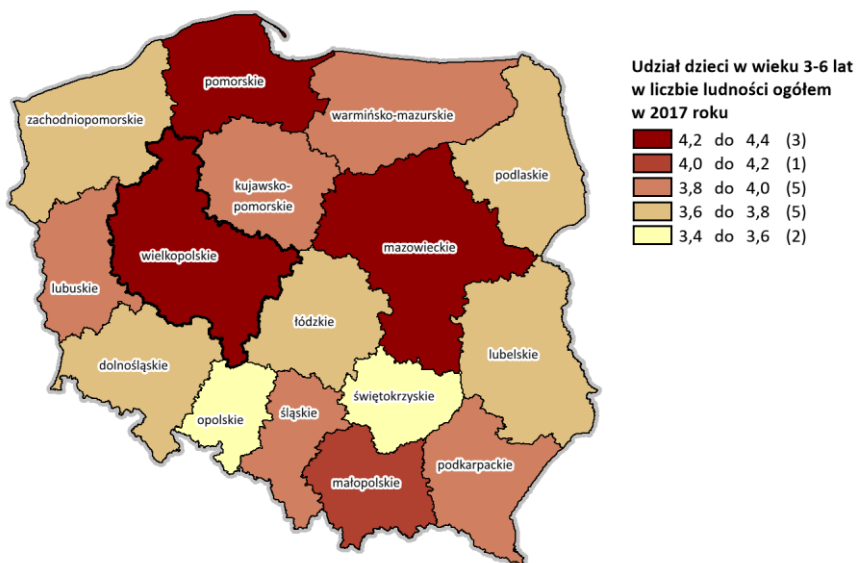 pomorskie
zachodniopomorskie
warmińsko-mazurskie
podlaskie
kujawsko-
pomorskie
mazowieckie
wielkopolskie
lubuskie
łódzkie
lubelskie
dolnośląskie
świętokrzyskie
opolskie
śląskie
podkarpackie
małopolskie
Udział dzieci w wieku 3-6 lat
w liczbie ludności ogółem
w 2017 roku
4,2 do 4,4 (3)
4,0 do 4,2 (1)
3,8 do 4,0 (5)
3,6 do 3,8 (5)
3,4 do 3,6 (2)